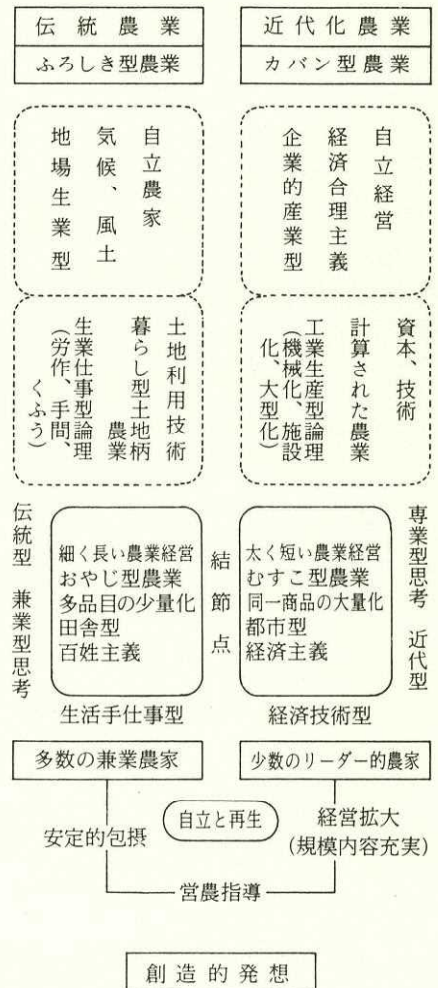 伝統農業
ふろしき型農業
近代化農業
カバン型農業
自立農家
気候、風土
地場生業型
自立経営
経済合理主義
企業的産業型
土地利用技術
暮らし型土地柄
農業
生業仕事型論理
(労作、手間、
くふう)
資本、技術
計算された農業
工業生産型論理
(機械化、施設
化、大型化)
伝統型 兼業型思考
細く長い農業経営
おやじ型農業
多品目の少量化
田舎型
百姓主義
結節点
太く短い農業経営
むすこ型農業
同一商品の大量化
都市型
経済主義
専業型思考 近代型
生活手仕事型
経済技術型
多数の兼業農家
少数のリーダー的農家
安定的包摂
自立と再生
経営拡大
(規模内容充実)
営農指導
創造的発想